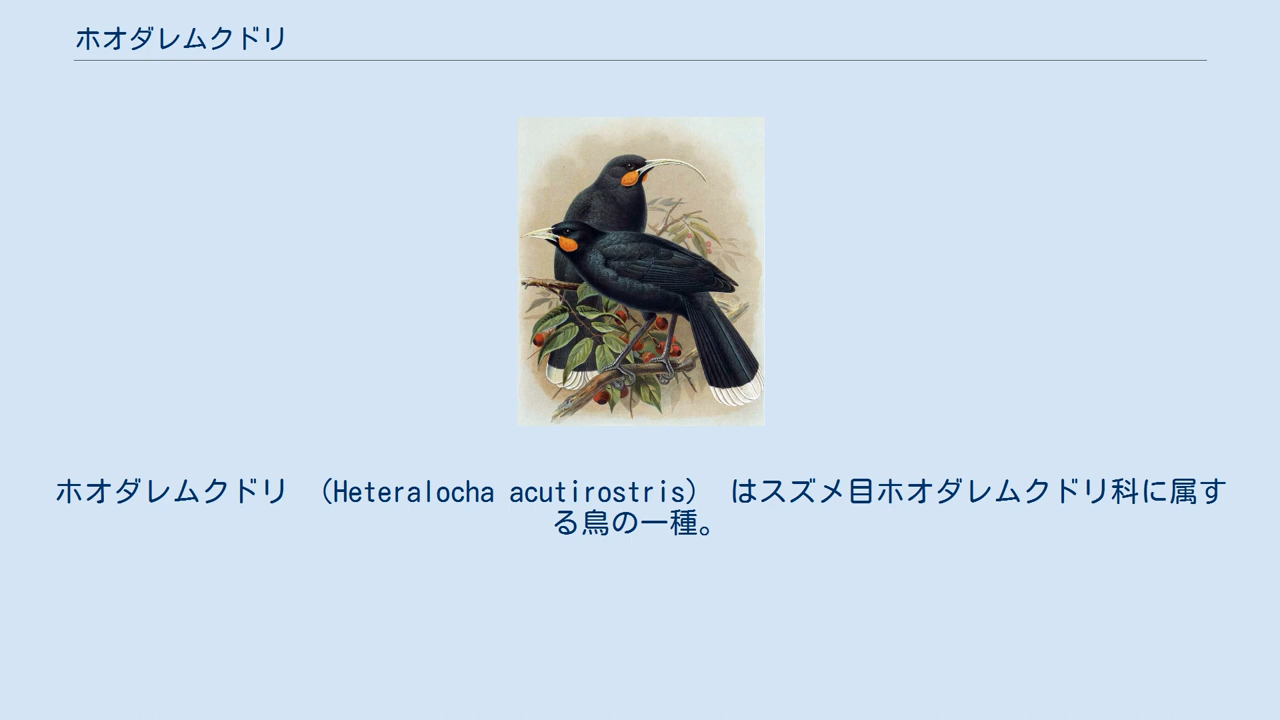 ホオダレムクドリ
ホオダレムクドリ （Heteralocha acutirostris） はスズメ目ホオダレムクドリ科に属す
る鳥の一種。